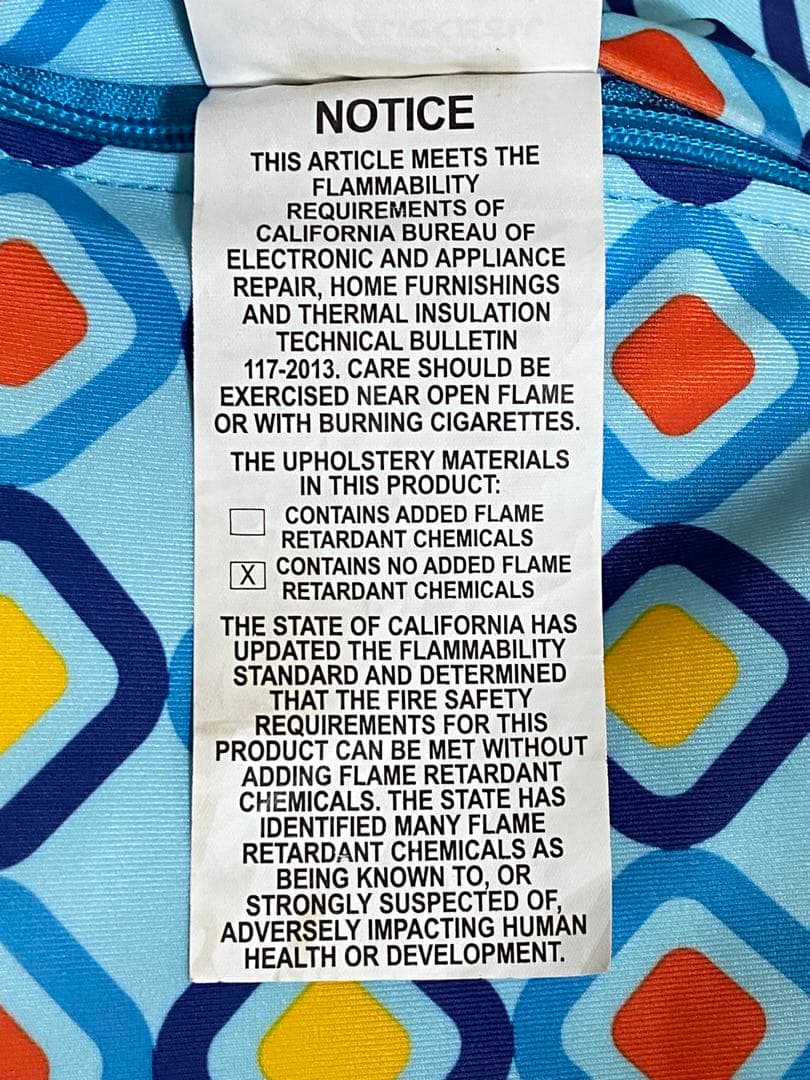 NOTICE
THIS ARTICLE MEETS THE
FLAMMABILITY
REQUIREMENTS OF
CALIFORNIA BUREAU OF
ELECTRONIC AND APPLIANCE
REPAIR, HOME FURNISHINGS
AND THERMAL INSULATION
TECHNICAL BULLETIN
117-2013. CARE SHOULD BE
EXERCISED NEAR OPEN FLAME
OR WITH BURNING CIGARETTES.
THE UPHOLSTERY MATERIALS
IN THIS PRODUCT:
CONTAINS ADDED FLAME
RETARDANT CHEMICALS
X CONTAINS NO ADDED FLAME
RETARDANT CHEMICALS
THE STATE OF CALIFORNIA HAS
UPDATED THE FLAMMABILITY
STANDARD AND DETERMINED
THAT THE FIRE SAFETY
REQUIREMENTS FOR THIS
PRODUCT CAN BE MET WITHOUT
ADDING FLAME RETARDANT
CHEMICALS. THE STATE HAS
IDENTIFIED MANY FLAME
RETARDANT CHEMICALS AS
BEING KNOWN TO, OR
STRONGLY SUSPECTED OF,
ADVERSELY IMPACTING HUMAN
HEALTH OR DEVELOPMENT.